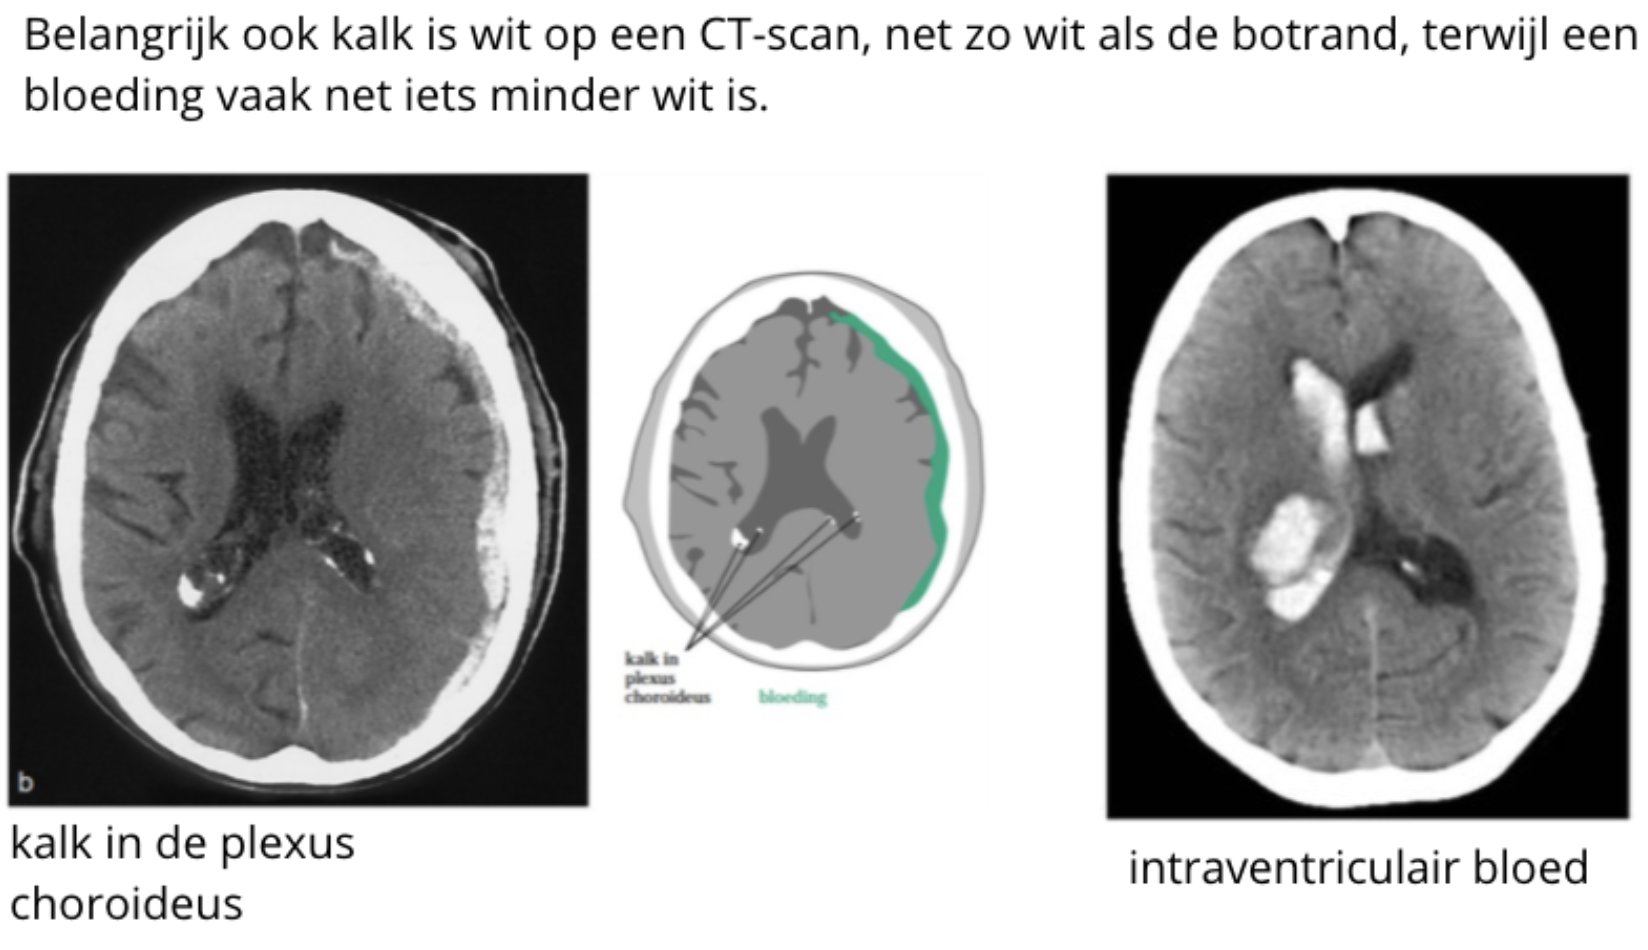 Belangrijk ook kalk is wit op een CT-scan, net zo wit als de botrand, terwijl een
bloeding vaak net iets minder wit is.
b
kalk in
plexus
choroideus
bloeding
kalk in de plexus
choroideus
intraventriculair bloed